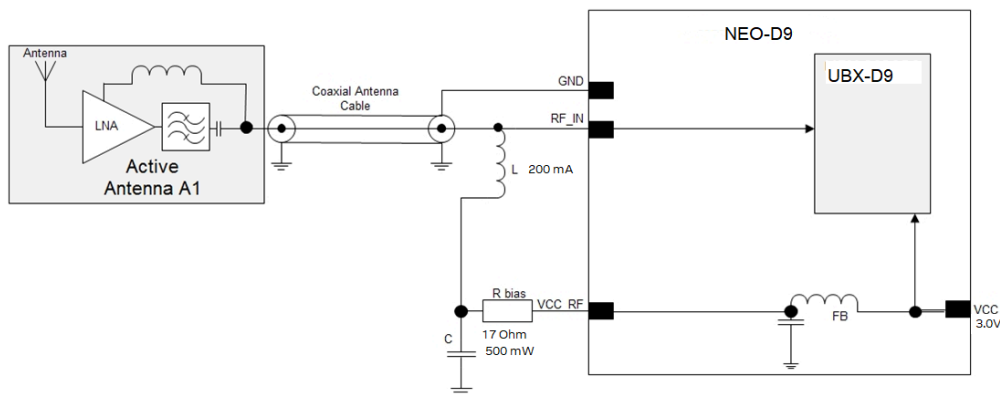 NEO-D9
Antenna
UBX-D9
GND
Coaxial Antenna
Cable
RF_IN
LNA
Active
Antenna A1
L 200 mA
R bias
VCC_RF
VCC
3.0V
FB
17 Ohm
500 mW
C